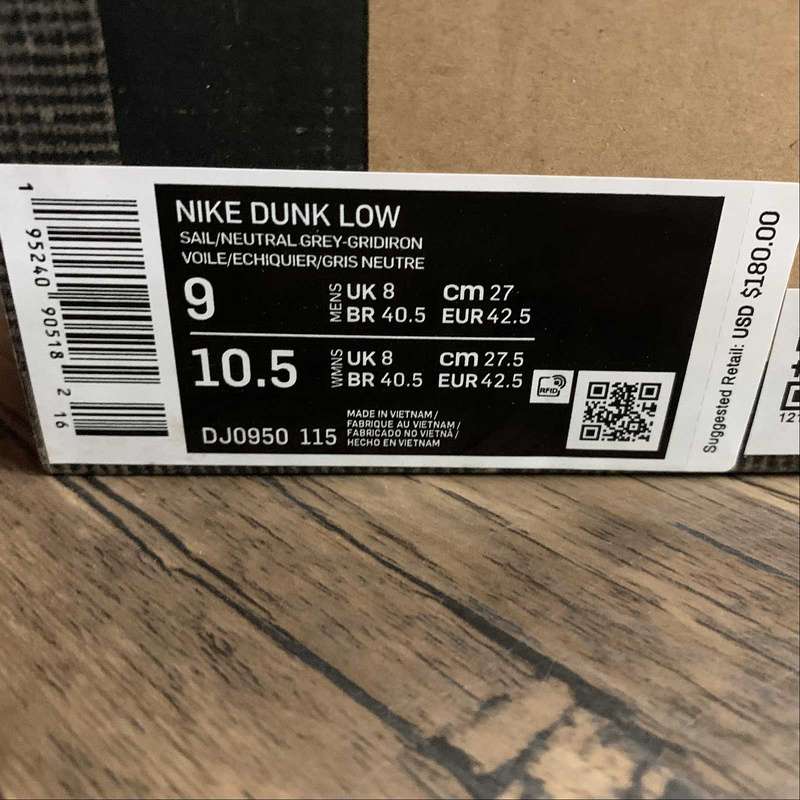 NIKE DUNK LOW
SAIL/NEUTRAL GREY-GRIDIRON
VOILE/ECHIQUIER/GRIS NEUTRE
9 MENS UK 8 cm 27
BR 40.5 EUR 42.5
10.5 WMNS UK 8 cm 27.5
BR 40.5 EUR 42.5
RFID
DJ0950 115
MADE IN VIETNAM /
FABRIQUE AU VIETNAM /
FABRICADO NO VIETNÃ /
HECHO EN VIETNAM
1 95240 90518 2 16
Suggested Retail: USD $180.00